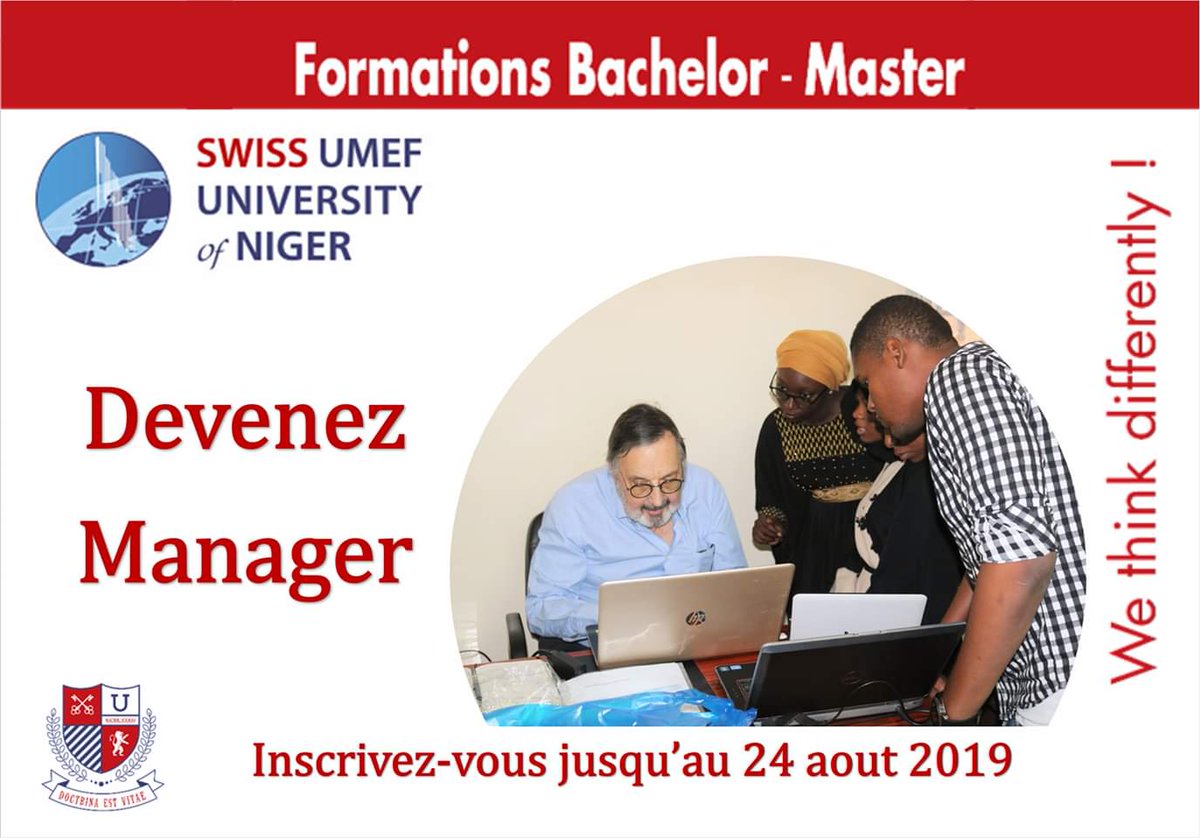 Formations Bachelor - Master
SWISS UMEF
UNIVERSITY
of NIGER
We think differently !
Devenez
Manager
hp
U
DOCTRINA EST VITAE
Inscrivez-vous jusqu’au 24 aout 2019